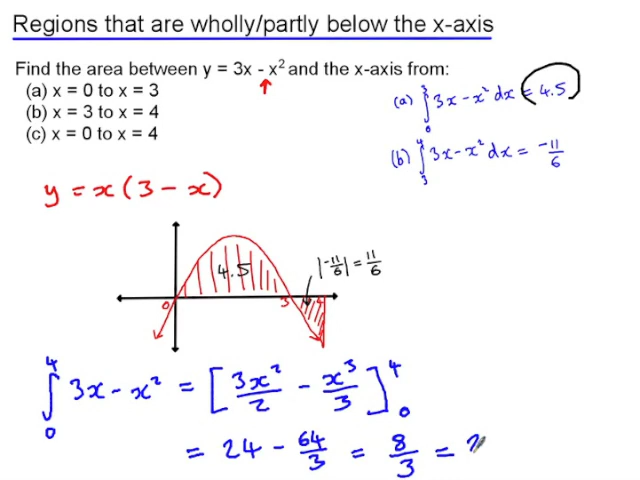 Regions that are wholly/partly below the x-axis
Find the area between y = 3x - x² and the x-axis from:
(a) x = 0 to x = 3
(b) x = 3 to x = 4
(c) x = 0 to x = 4
(a) ∫₀³ 3x - x² dx = 4.5
(b) ∫₃⁴ 3x - x² dx = -11/6
y = x(3 - x)
4.5
|-11/6| = 11/6
0 3 4
∫₀⁴ 3x - x² = [3x²/2 - x³/3]₀⁴
= 24 - 64/3 = 8/3 =